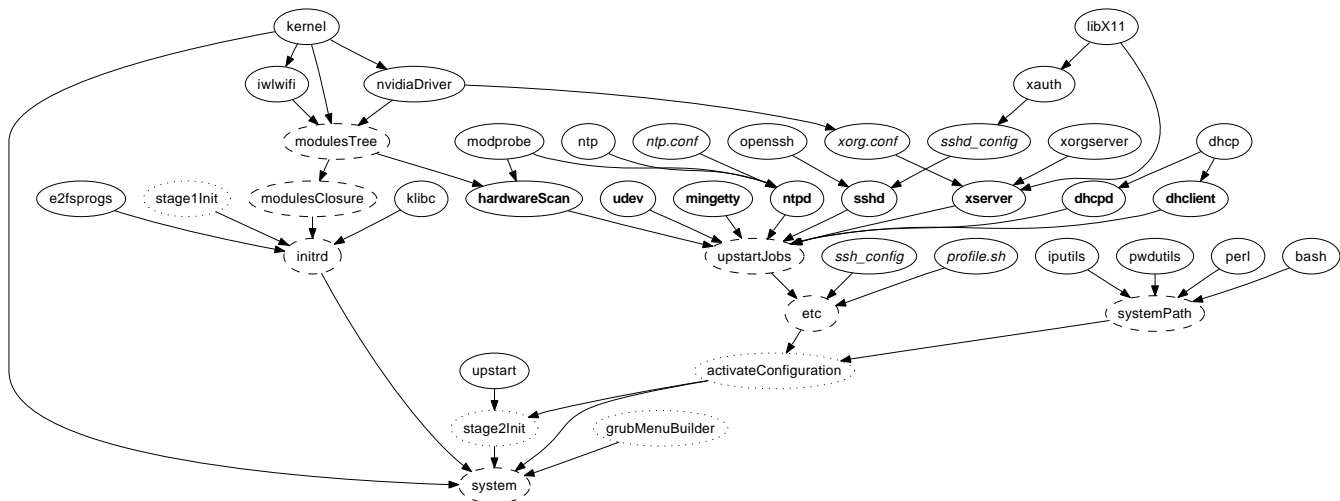 kernel
libX11
iwlwifi
nvidiaDriver
xauth
modulesTree
modprobe
ntp
ntp.conf
openssh
xorg.conf
sshd_config
xorgserver
dhcp
e2fsprogs
stage1Init
modulesClosure
klibc
hardwareScan
udev
mingetty
ntpd
sshd
xserver
dhcpd
dhclient
initrd
upstartJobs
ssh_config
profile.sh
iputils
pwdutils
perl
bash
etc
systemPath
upstart
activateConfiguration
stage2Init
grubMenuBuilder
system